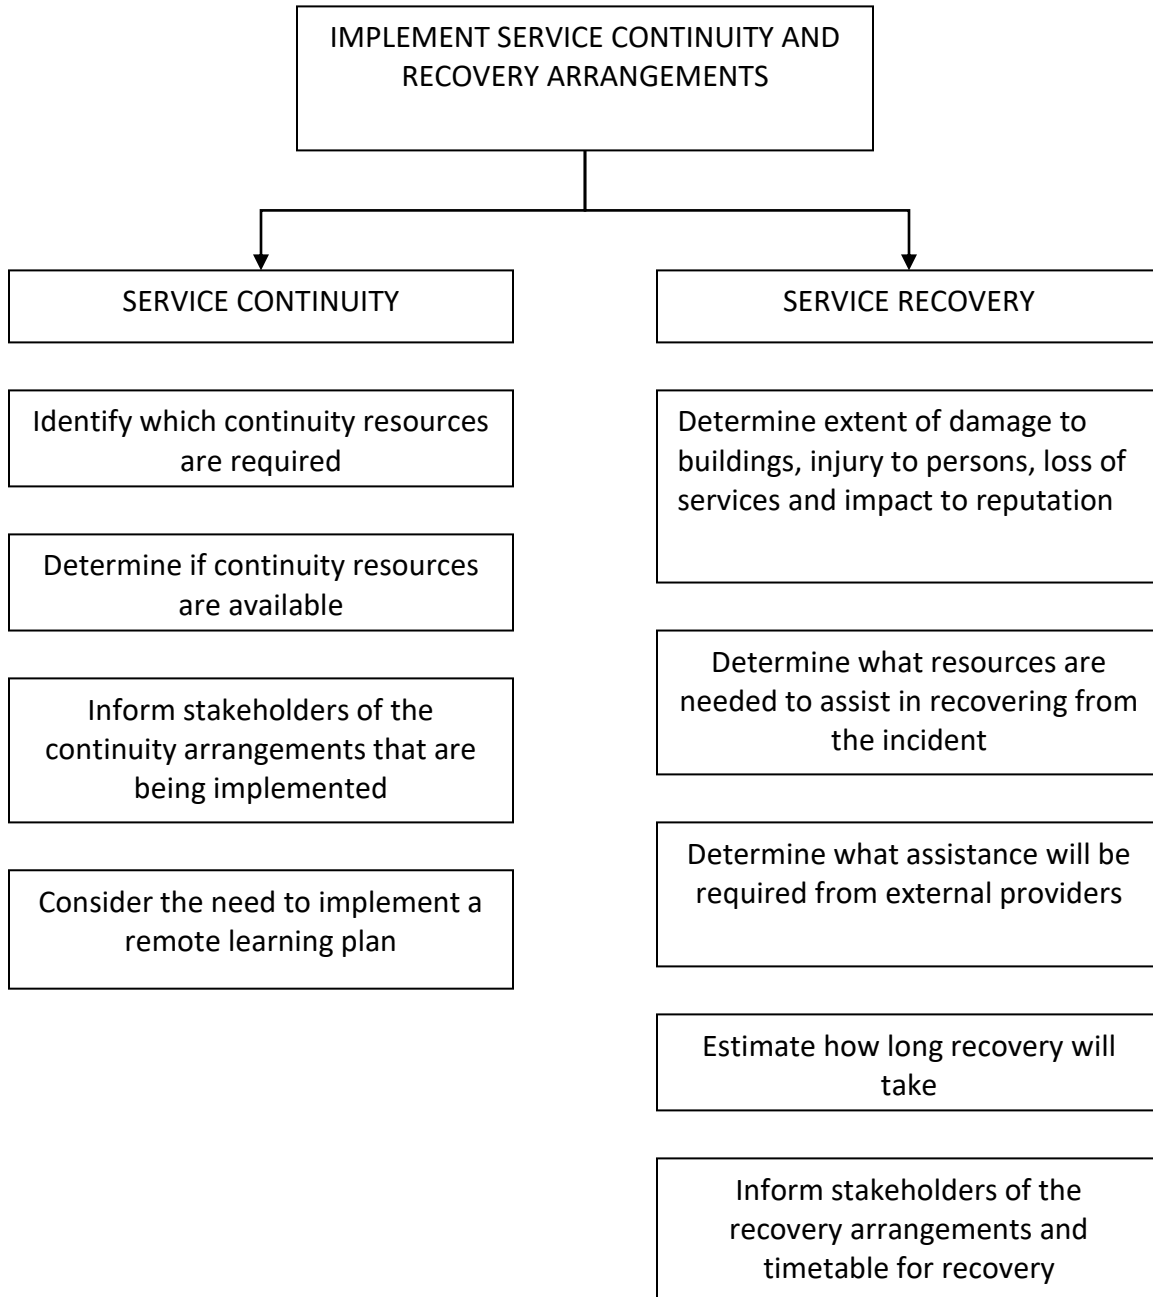 IMPLEMENT SERVICE CONTINUITY AND
RECOVERY ARRANGEMENTS
SERVICE CONTINUITY
Identify which continuity resources
are required
Determine if continuity resources
are available
Inform stakeholders of the
continuity arrangements that are
being implemented
Consider the need to implement a
remote learning plan
SERVICE RECOVERY
Determine extent of damage to
buildings, injury to persons, loss of
services and impact to reputation
Determine what resources are
needed to assist in recovering from
the incident
Determine what assistance will be
required from external providers
Estimate how long recovery will
take
Inform stakeholders of the
recovery arrangements and
timetable for recovery